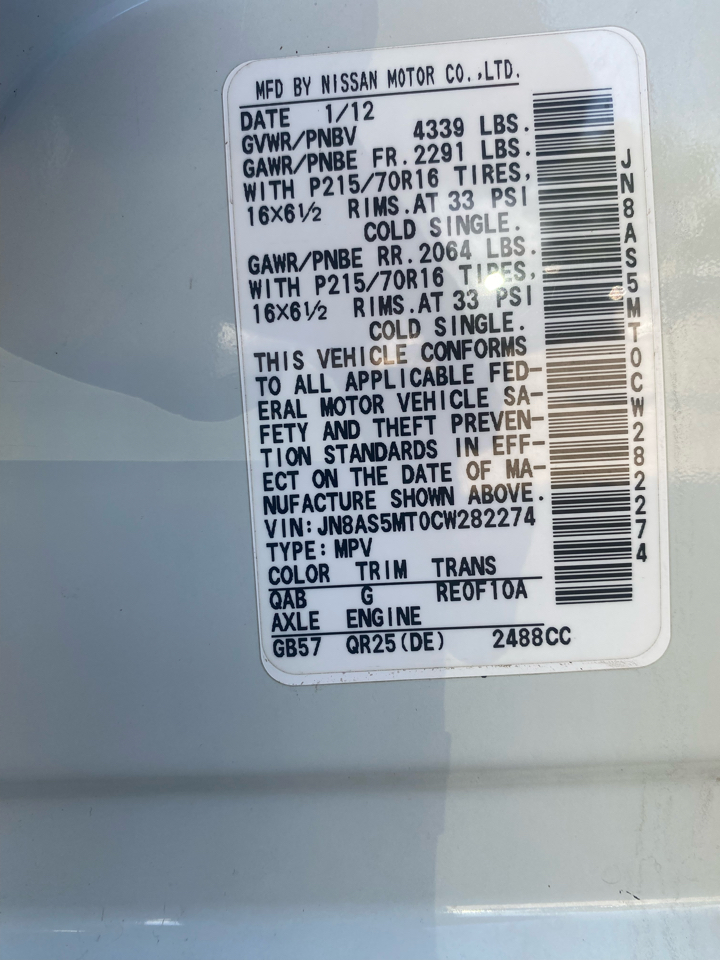 MFD BY NISSAN MOTOR CO.,LTD.
DATE 1/12
GVWR/PNBV 4339 LBS.
GAWR/PNBE FR.2291 LBS.
WITH P215/70R16 TIRES,
16×6½ RIMS.AT 33 PSI
COLD SINGLE.
GAWR/PNBE RR.2064 LBS.
WITH P215/70R16 TIRES,
16×6½ RIMS.AT 33 PSI
COLD SINGLE.
THIS VEHICLE CONFORMS
TO ALL APPLICABLE FED-
ERAL MOTOR VEHICLE SA-
FETY AND THEFT PREVEN-
TION STANDARDS IN EFF-
ECT ON THE DATE OF MA-
NUFACTURE SHOWN ABOVE.
VIN:JN8AS5MT0CW282274
TYPE:MPV
COLOR TRIM TRANS
QAB G RE0F10A
AXLE ENGINE
GB57 QR25(DE) 2488CC
JN8AS5MT0CW282274